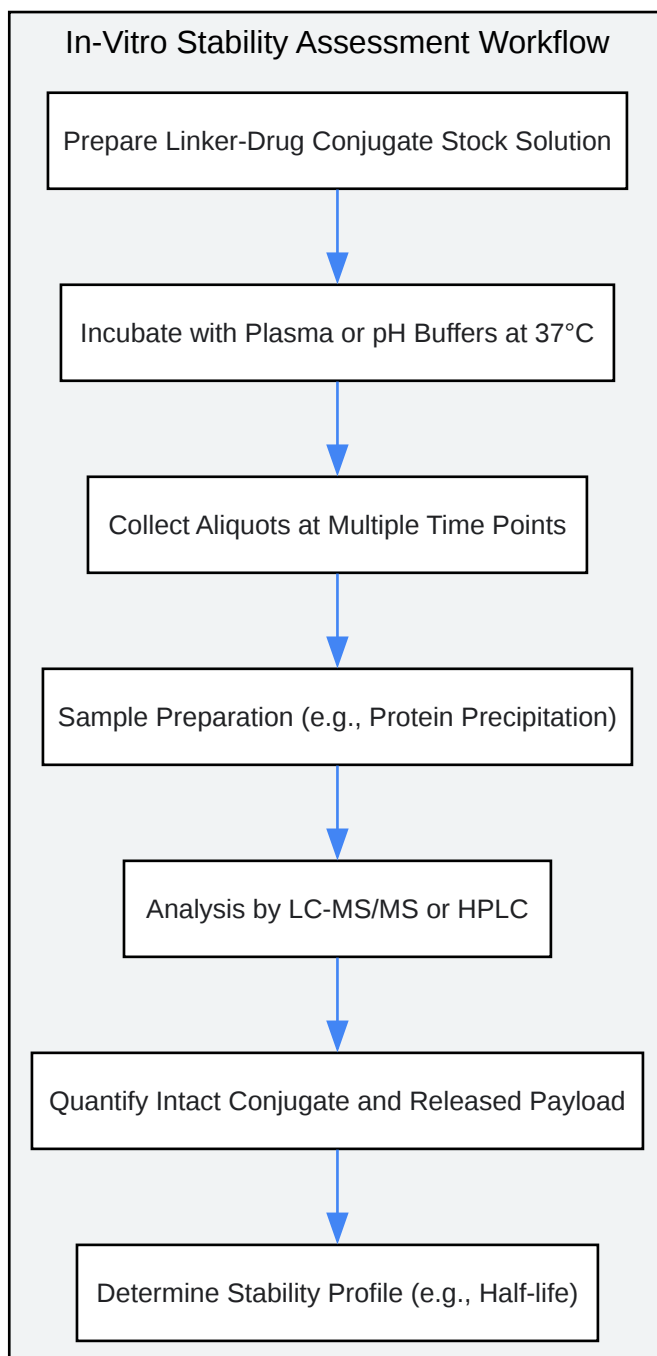 In-Vitro Stability Assessment Workflow
Prepare Linker-Drug Conjugate Stock Solution
Incubate with Plasma or pH Buffers at 37°C
Collect Aliquots at Multiple Time Points
Sample Preparation (e.g., Protein Precipitation)
Analysis by LC-MS/MS or HPLC
Quantify Intact Conjugate and Released Payload
Determine Stability Profile (e.g., Half-life)